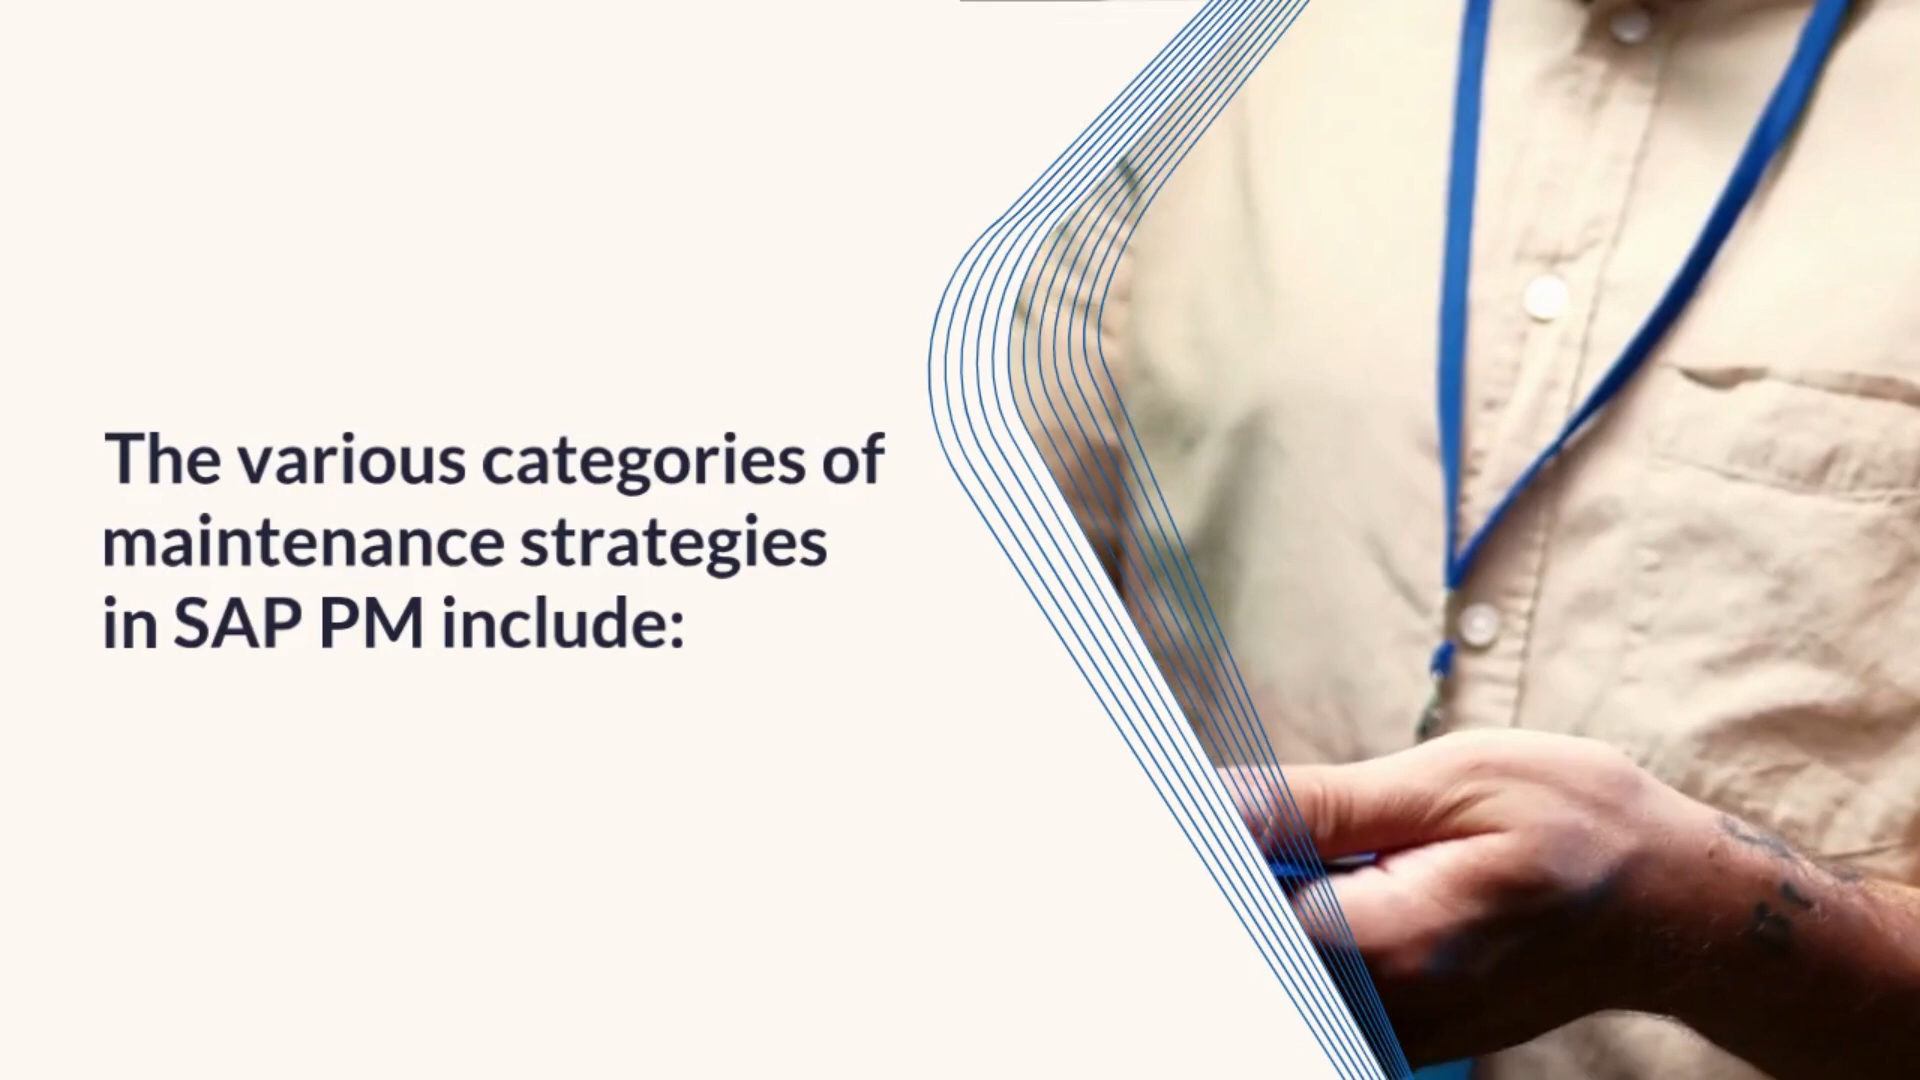 The various categories of
maintenance strategies
in SAP PM include: